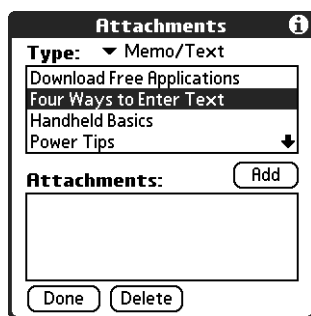 Attachments
Type: Memo/Text
Download Free Applications
Four Ways to Enter Text
Handheld Basics
Power Tips
Attachments: Add
Done Delete